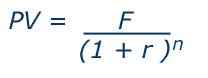 PV = F / (1 + r )^n